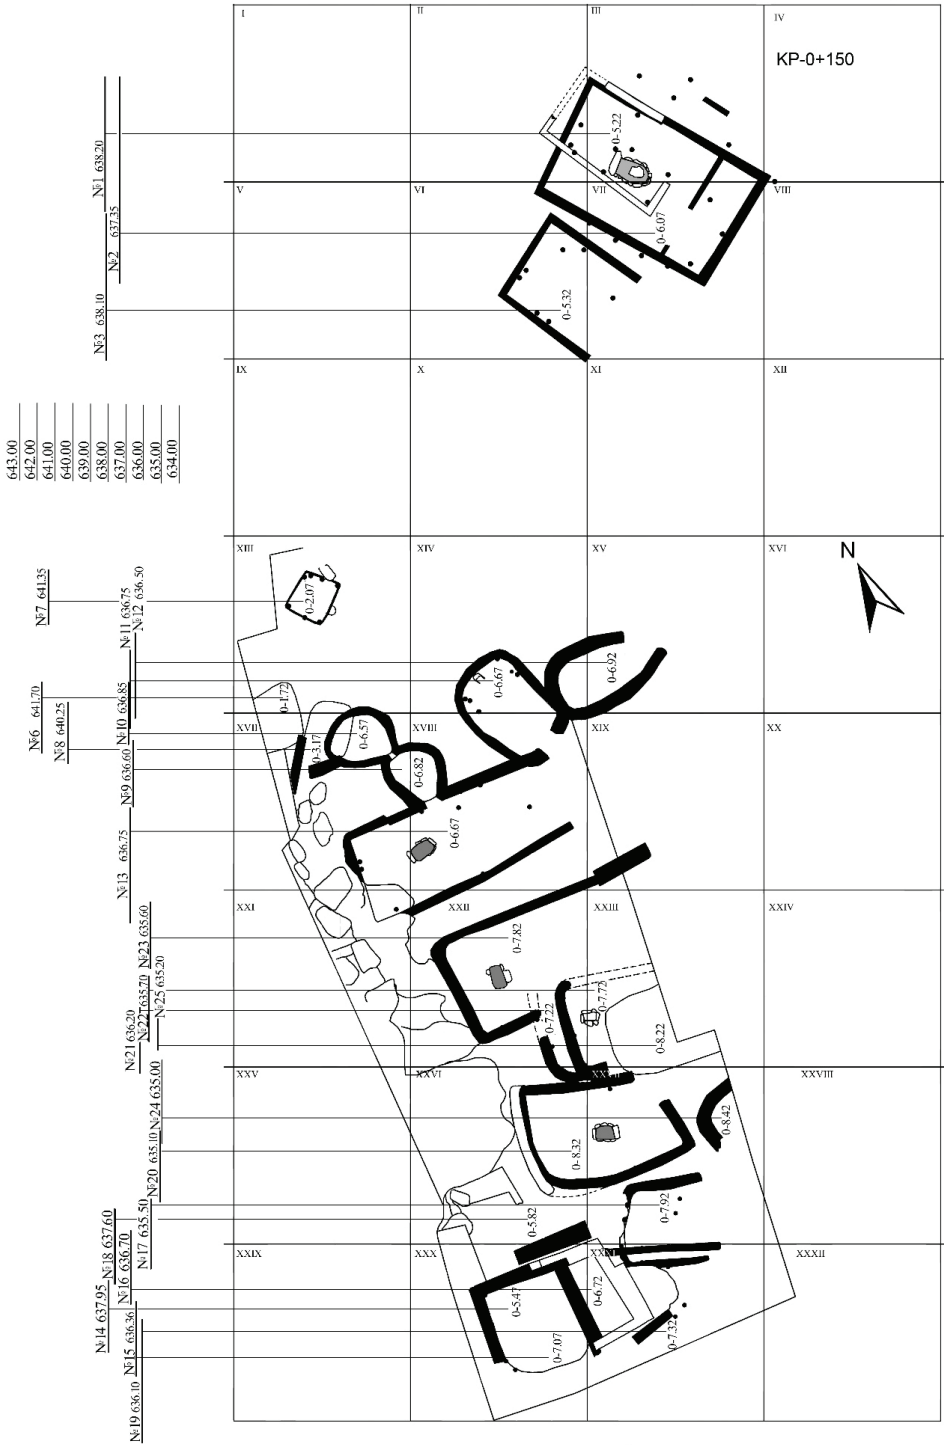 I
II
III
IV
KP-0+150
0-5.22
№1 638.20
V
VI
VII
VIII
№2 637.35
0-6.07
№3 638.10
0-5.32
IX
X
XI
XII
643.00
642.00
641.00
640.00
639.00
638.00
637.00
636.00
635.00
634.00
XIII
XIV
XV
XVI
N
№7 641.35
№11 636.75
№12 636.50
0-2.07
0-6.92
0-6.67
0-1.72
№6 641.70
№8 640.25
№10 636.85
№9 636.60
XVII
XVIII
XIX
XX
0-3.17
0-6.57
0-6.82
0-6.67
№13 636.75
XXI
XXII
XXIII
XXIV
№23 635.60
0-7.82
№21 636.20
№22 635.70
№25 635.20
0-7.22
0-7.72
0-8.22
XXV
XXVI
XXVIII
№24 635.00
0-8.42
№20 635.10
0-8.32
№17 635.50
0-7.92
№18 637.60
0-5.82
XXIX
XXX
XXXII
№16 636.70
0-6.72
№14 637.95
0-5.47
№15 636.36
0-7.32
№19 636.10
0-7.07